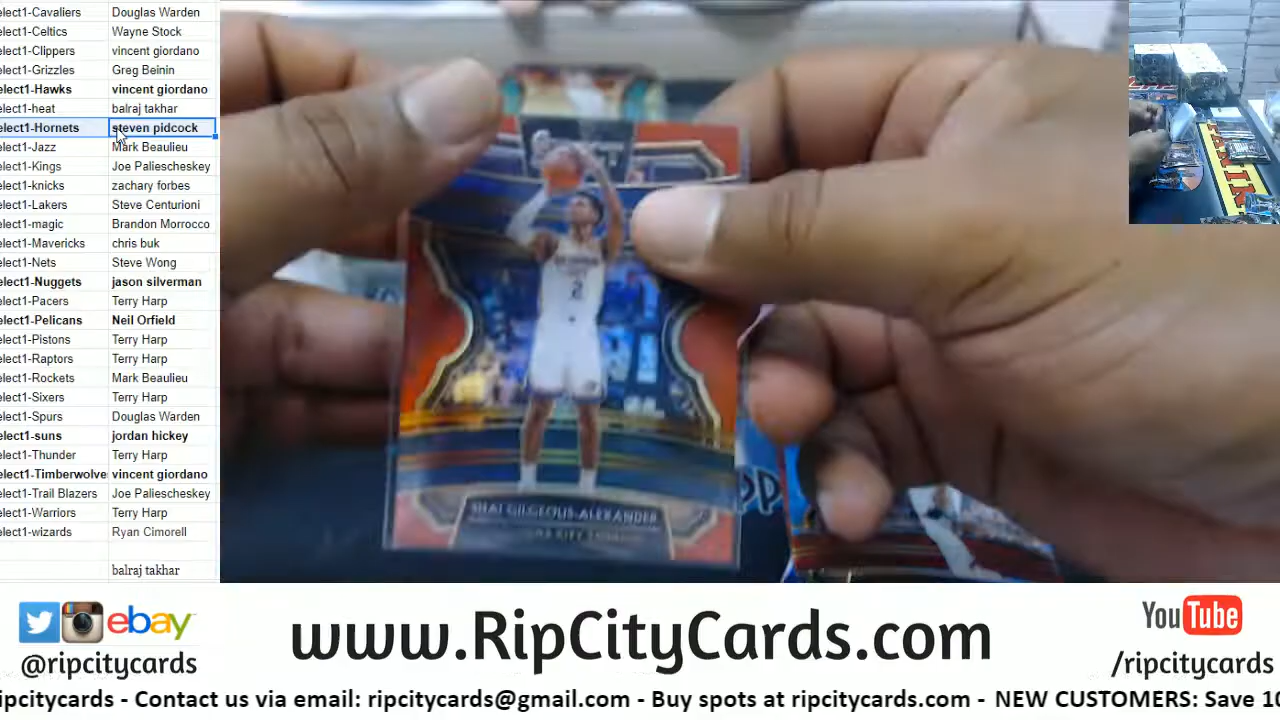 elect1-Cavaliers Douglas Warden
elect1-Celtics Wayne Stock
elect1-Clippers vincent giordano
elect1-Grizzles Greg Beinin
elect1-Hawks vincent giordano
elect1-heat balraj takhar
elect1-Hornets steven pidcock
elect1-Jazz Mark Beaulieu
elect1-Kings Joe Paliescheskey
elect1-knicks zachary forbes
elect1-Lakers Steve Centurioni
elect1-magic Brandon Morrocco
elect1-Mavericks chris buk
elect1-Nets Steve Wong
elect1-Nuggets jason silverman
elect1-Pacers Terry Harp
elect1-Pelicans Neil Orfield
elect1-Pistons Terry Harp
elect1-Raptors Terry Harp
elect1-Rockets Mark Beaulieu
elect1-Sixers Terry Harp
elect1-Spurs Douglas Warden
elect1-suns jordan hickey
elect1-Thunder Terry Harp
elect1-Timberwolve vincent giordano
elect1-Trail Blazers Joe Paliescheskey
elect1-Warriors Terry Harp
elect1-wizards Ryan Cimorell
balraj takhar
2
SHAI GILGEOUS-ALEXANDER
ebay
@ripcitycards
www.RipCityCards.com
YouTube
/ripcitycards
ipcitycards - Contact us via email: ripcitycards@gmail.com - Buy spots at ripcitycards.com - NEW CUSTOMERS: Save 10